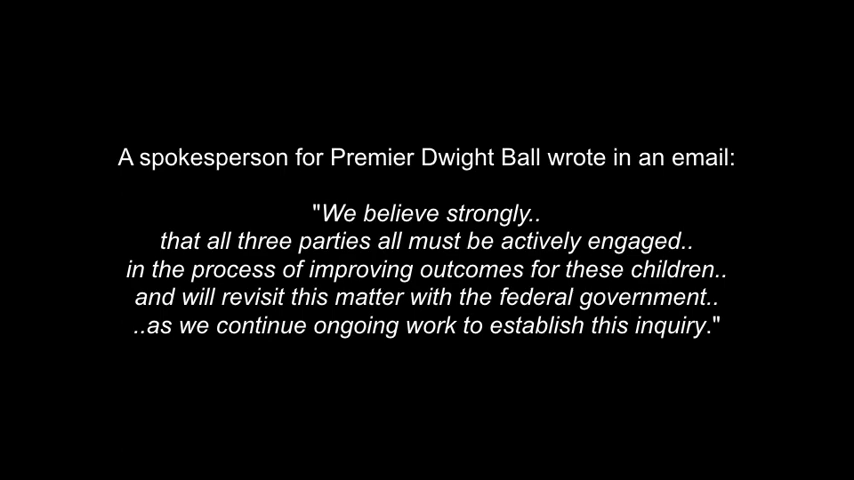 A spokesperson for Premier Dwight Ball wrote in an email:
"We believe strongly..
that all three parties all must be actively engaged..
in the process of improving outcomes for these children..
and will revisit this matter with the federal government..
..as we continue ongoing work to establish this inquiry."